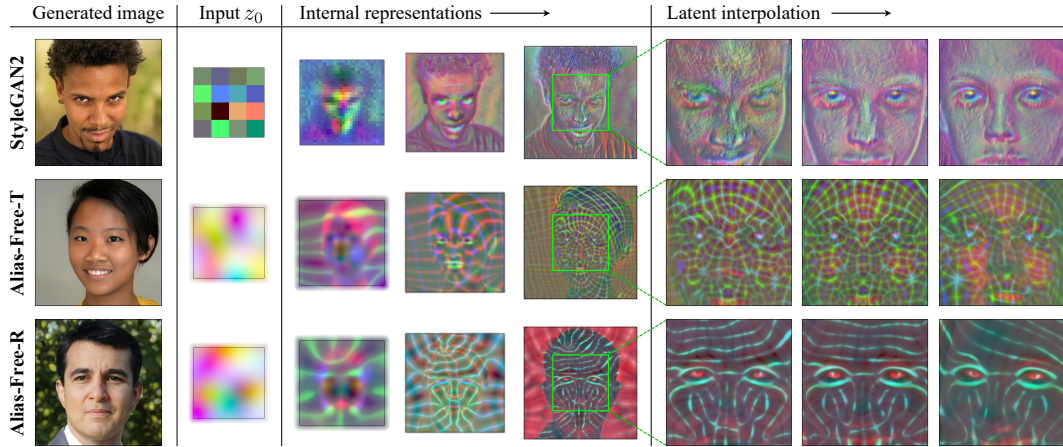 Generated image Input z₀ Internal representations Latent interpolation
StyleGAN2
Alias-Free-T
Alias-Free-R